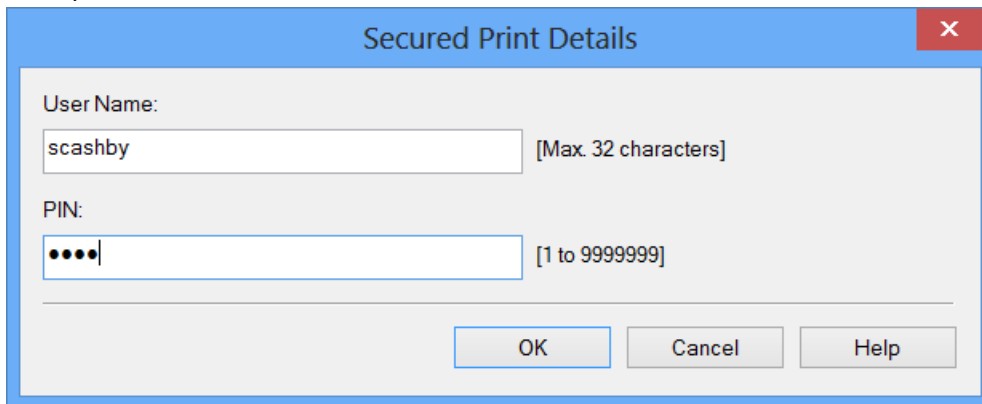 Secured Print Details
User Name:
scashby [Max. 32 characters]
PIN:
•••• [1 to 9999999]
OK Cancel Help